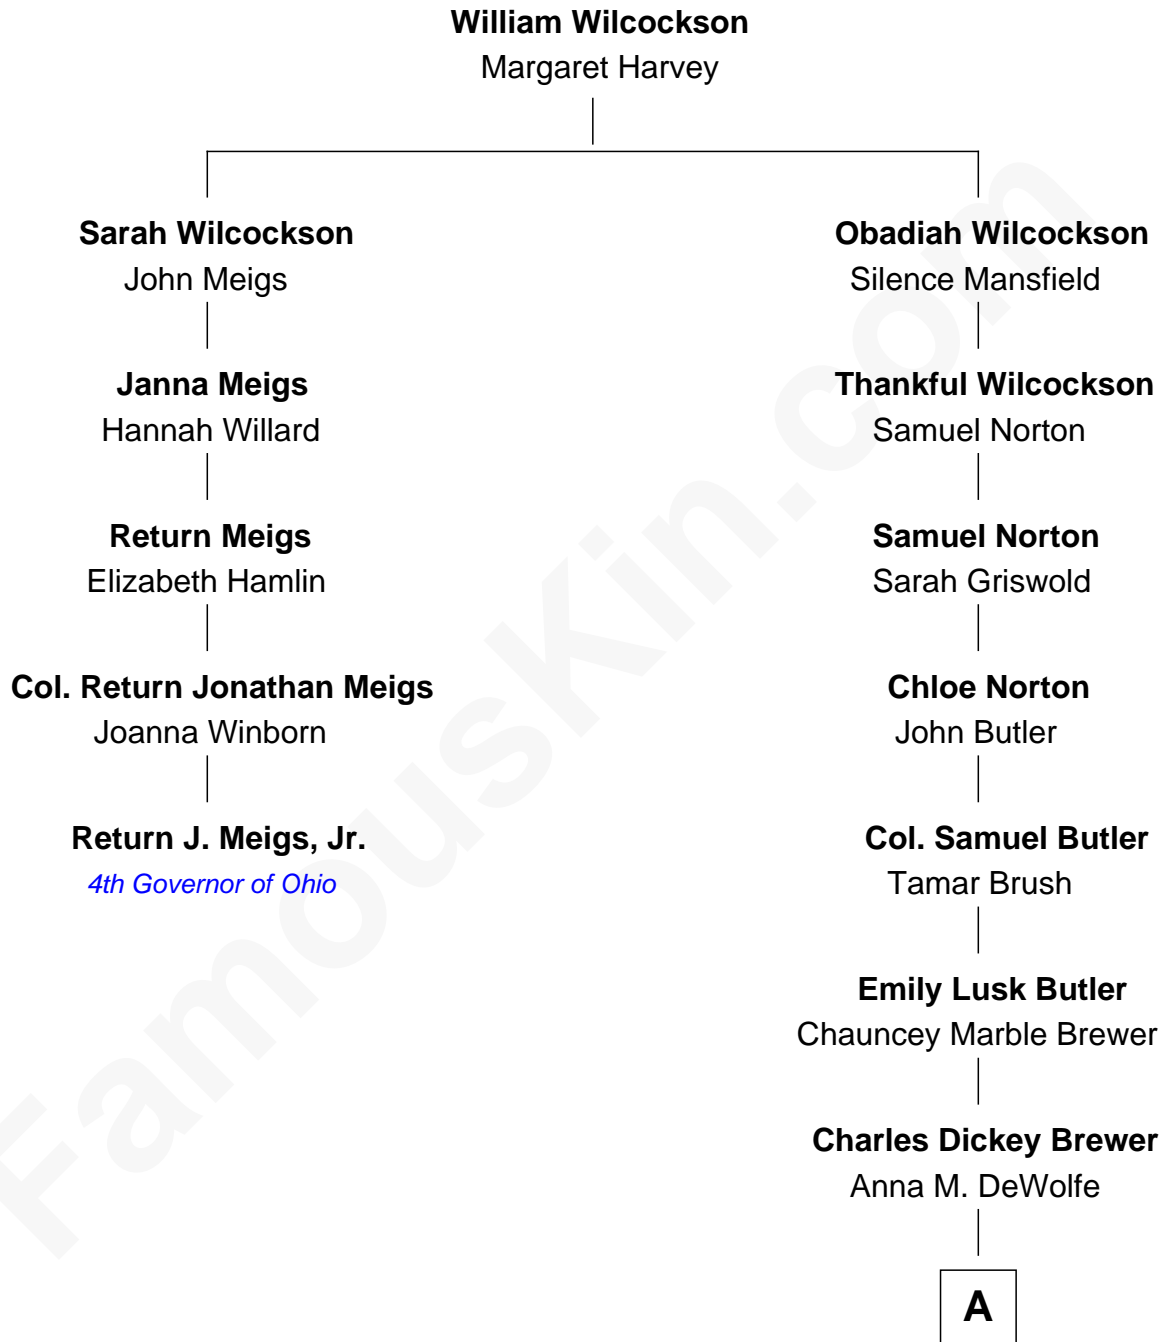 William Wilcockson
Margaret Harvey
Sarah Wilcockson
John Meigs
Janna Meigs
Hannah Willard
Return Meigs
Elizabeth Hamlin
Col. Return Jonathan Meigs
Joanna Winborn
Return J. Meigs, Jr.
4th Governor of Ohio
Obadiah Wilcockson
Silence Mansfield
Thankful Wilcockson
Samuel Norton
Samuel Norton
Sarah Griswold
Chloe Norton
John Butler
Col. Samuel Butler
Tamar Brush
Emily Lusk Butler
Chauncey Marble Brewer
Charles Dickey Brewer
Anna M. DeWolfe
A
FamousKin.com